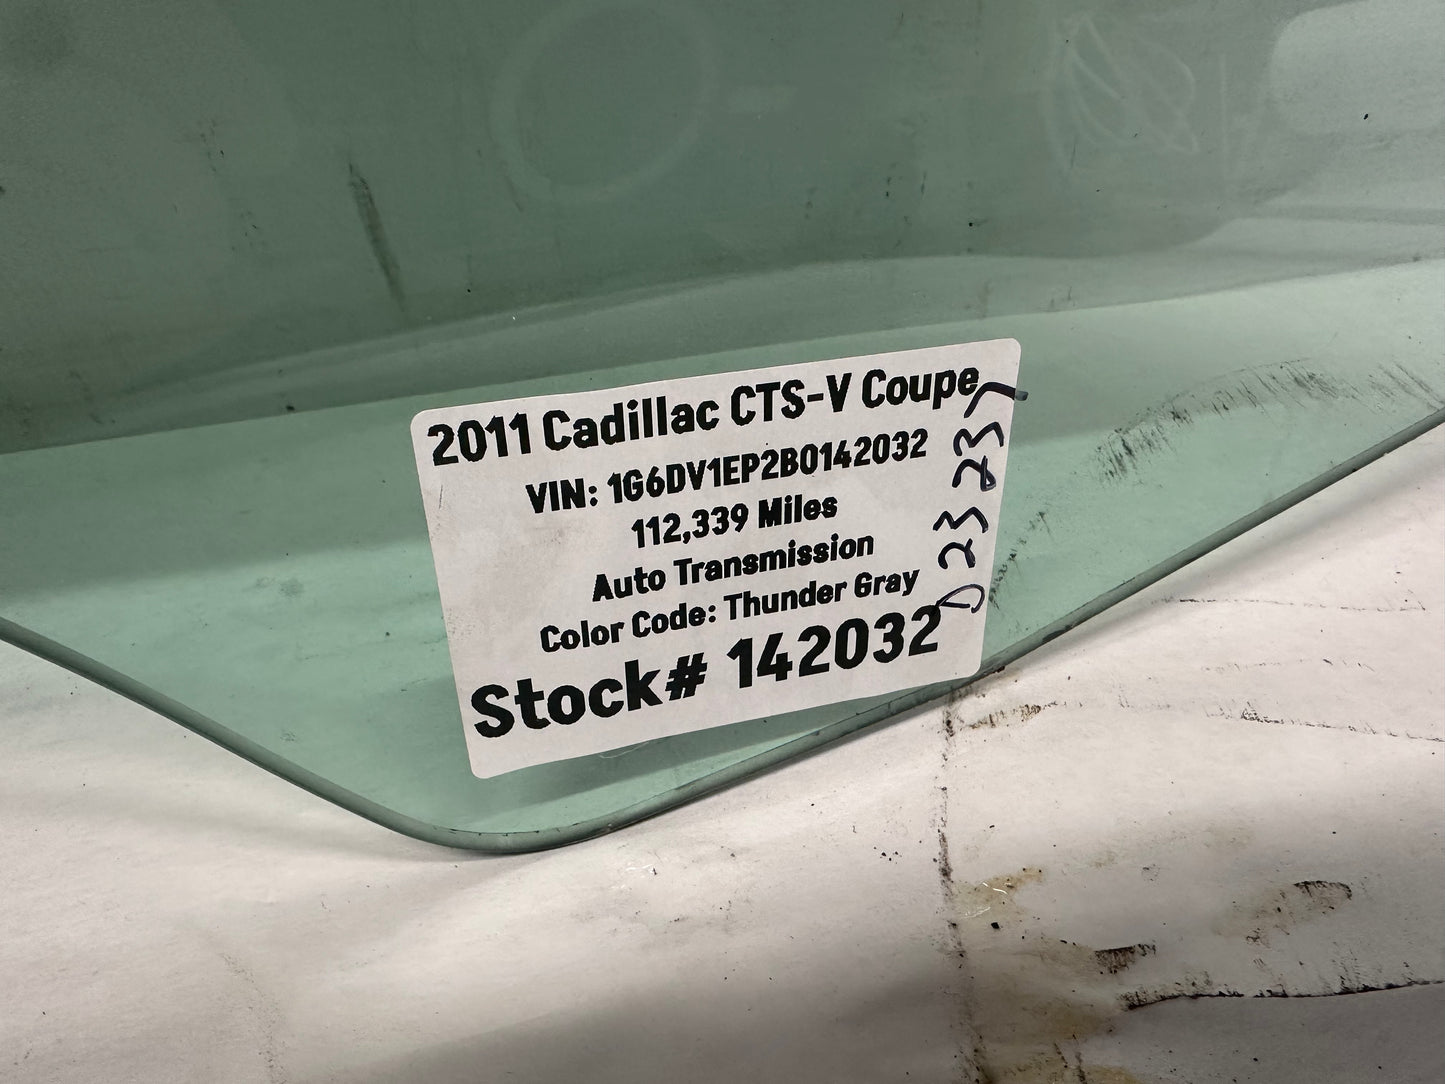 2011 Cadillac CTS-V Coupe
VIN: 1G6DV1EP2B0142032
112,339 Miles
Auto Transmission
Color Code: Thunder Gray
Stock# 142032